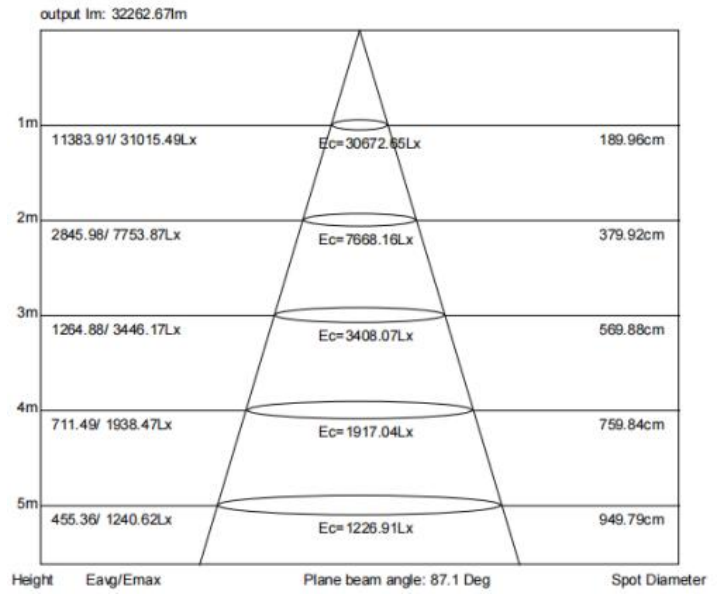 output lm: 32262.67lm
1m
11383.91/ 31015.49Lx
Ec=30672.65Lx
189.96cm
2m
2845.98/ 7753.87Lx
Ec=7668.16Lx
379.92cm
3m
1264.88/ 3446.17Lx
Ec=3408.07Lx
569.88cm
4m
711.49/ 1938.47Lx
Ec=1917.04Lx
759.84cm
5m
455.36/ 1240.62Lx
Ec=1226.91Lx
949.79cm
Height Eavg/Emax Plane beam angle: 87.1 Deg Spot Diameter